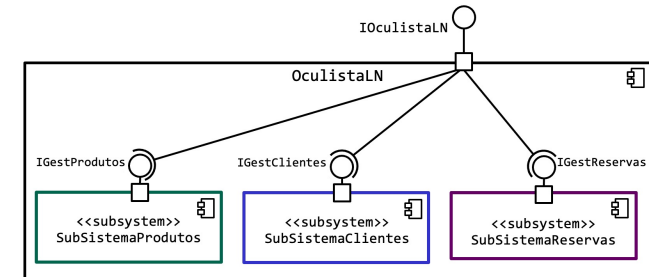 IOculistaLN
OculistaLN
IGestProdutos
IGestClientes
IGestReservas
<<subsystem>>
SubSistemaProdutos
<<subsystem>>
SubSistemaClientes
<<subsystem>>
SubSistemaReservas